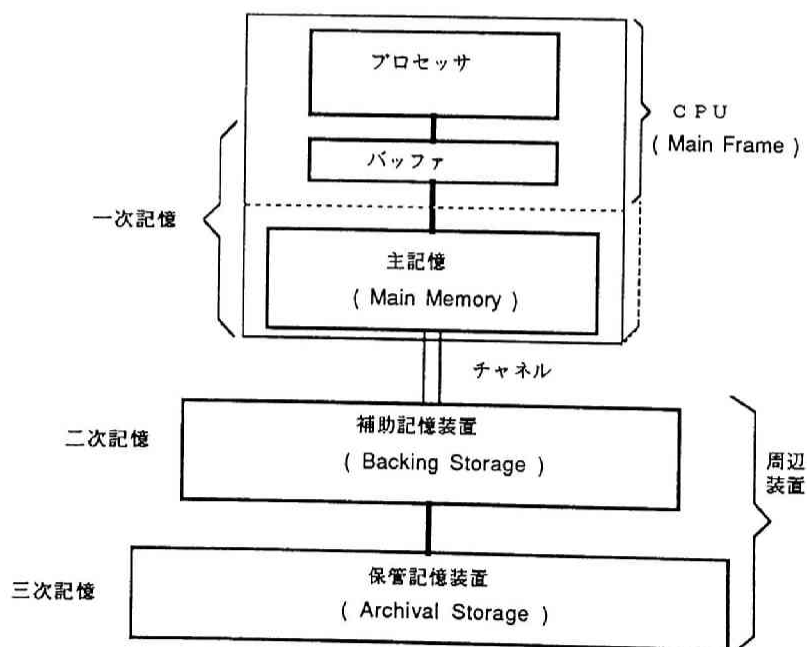 プロセッサ
バッファ
CPU
( Main Frame )
一次記憶
主記憶
( Main Memory )
チャネル
二次記憶
補助記憶装置
( Backing Storage )
周辺
装置
三次記憶
保管記憶装置
( Archival Storage )